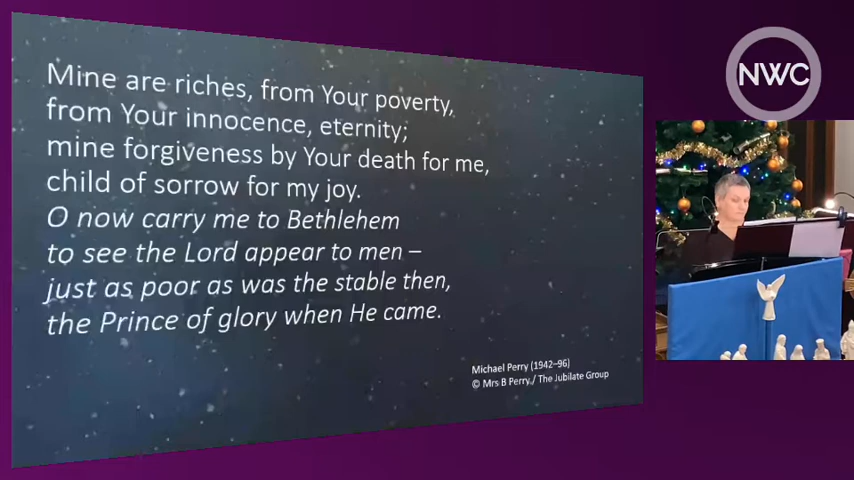 Mine are riches, from Your poverty,
from Your innocence, eternity;
mine forgiveness by Your death for me,
child of sorrow for my joy.
O now carry me to Bethlehem
to see the Lord appear to men –
just as poor as was the stable then,
the Prince of glory when He came.
Michael Perry (1942–96)
© Mrs B Perry./ The Jubilate Group
NWC